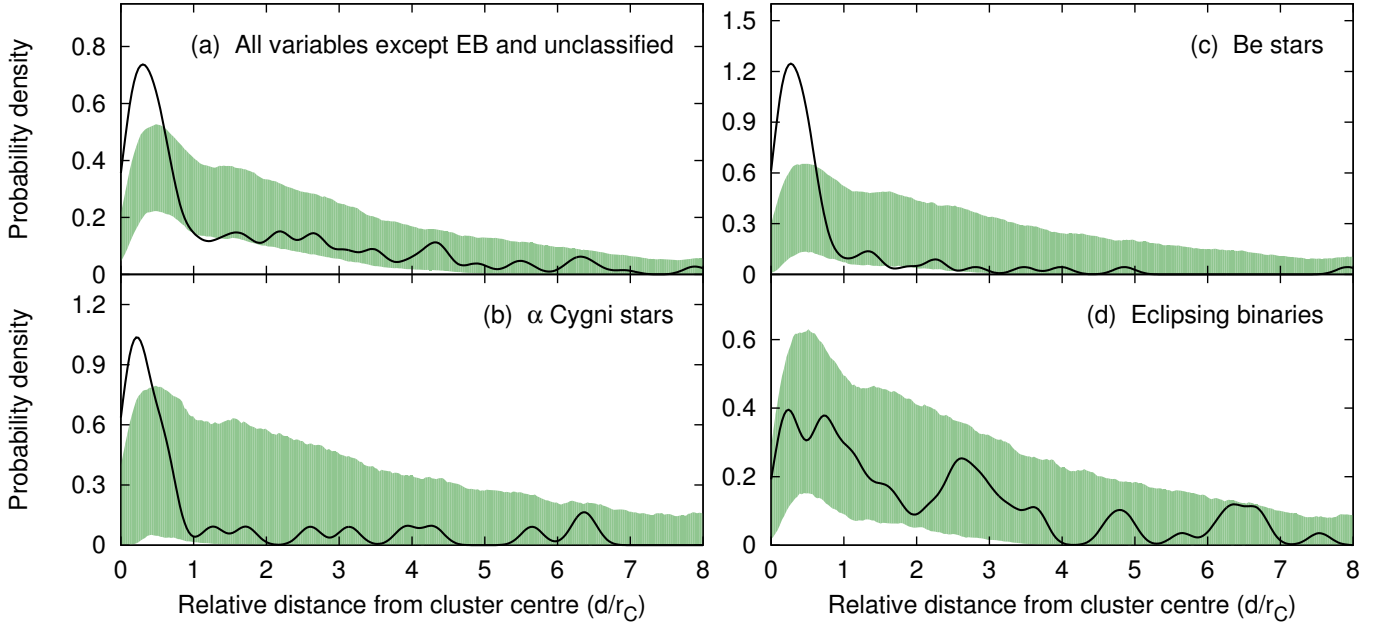 (a) All variables except EB and unclassified
Probability density
0.8
0.6
0.4
0.2
0
(c) Be stars
1.5
1.2
0.9
0.6
0.3
0
(b) α Cygni stars
Probability density
1.2
0.9
0.6
0.3
0
0 1 2 3 4 5 6 7 8
Relative distance from cluster centre (d/r_C)
(d) Eclipsing binaries
0.6
0.4
0.2
0
0 1 2 3 4 5 6 7 8
Relative distance from cluster centre (d/r_C)